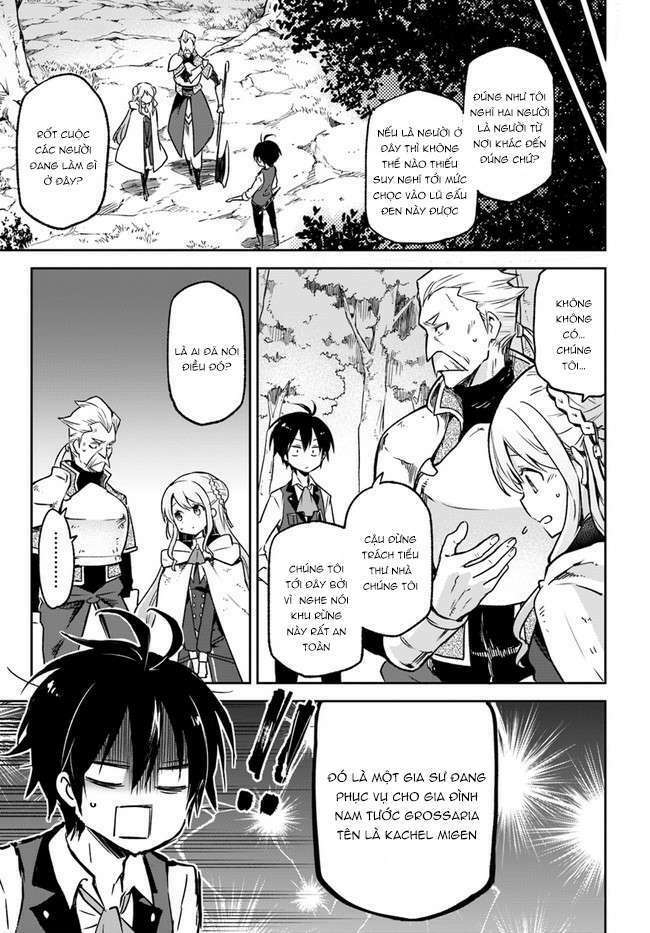 ĐÚNG NHƯ TÔI
NGHĨ HAI NGƯỜI
LÀ NGƯỜI TỪ
NƠI KHÁC ĐẾN
ĐÚNG CHỨ?
NẾU LÀ NGƯỜI Ở
ĐÂY THÌ KHÔNG
THỂ NÀO THIẾU
SUY NGHĨ TỚI MỨC
CHỌC VÀO LŨ GẤU
ĐEN NÀY ĐƯỢC
RỐT CUỘC
CÁC NGƯỜI
ĐANG LÀM GÌ
Ở ĐÂY?
KHÔNG
KHÔNG
CÓ...
CHÚNG
TÔI...
CẬU ĐỪNG
TRÁCH TIỂU
THƯ NHÀ
CHÚNG TÔI
CHÚNG TÔI
TỚI ĐÂY BỞI
VÌ NGHE NÓI
KHU RỪNG
NÀY RẤT AN
TOÀN
LÀ AI ĐÃ NÓI
ĐIỀU ĐÓ?
.........
ĐÓ LÀ MỘT GIA SƯ ĐANG
PHỤC VỤ CHO GIA ĐÌNH
NAM TƯỚC GROSSARIA
TÊN LÀ KACHEL MIGEN
!!!